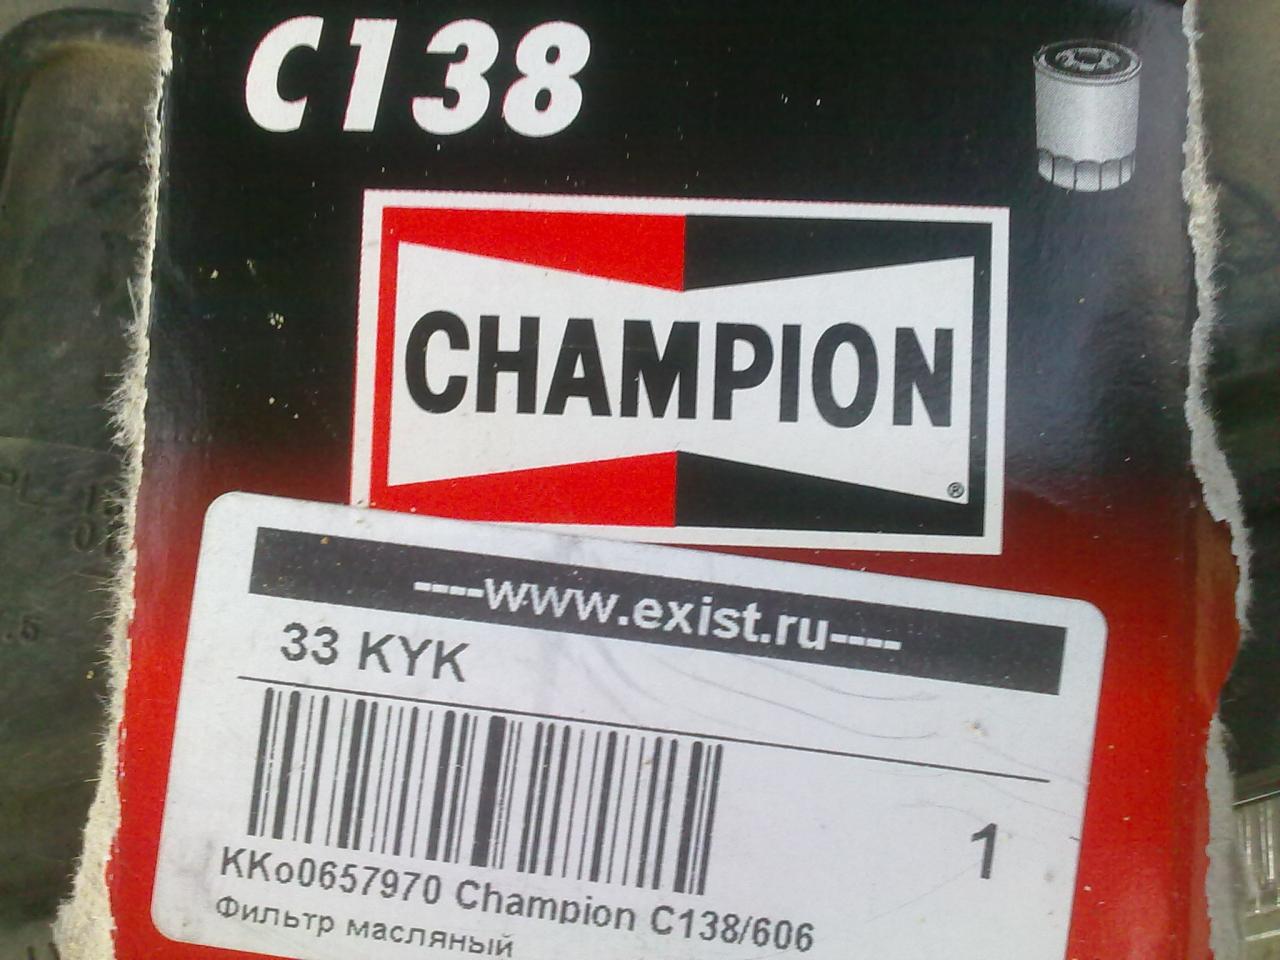 C138
CHAMPION
®
----www.exist.ru----
33 KYK
1
KKo0657970 Champion C138/606
Фильтр масляный